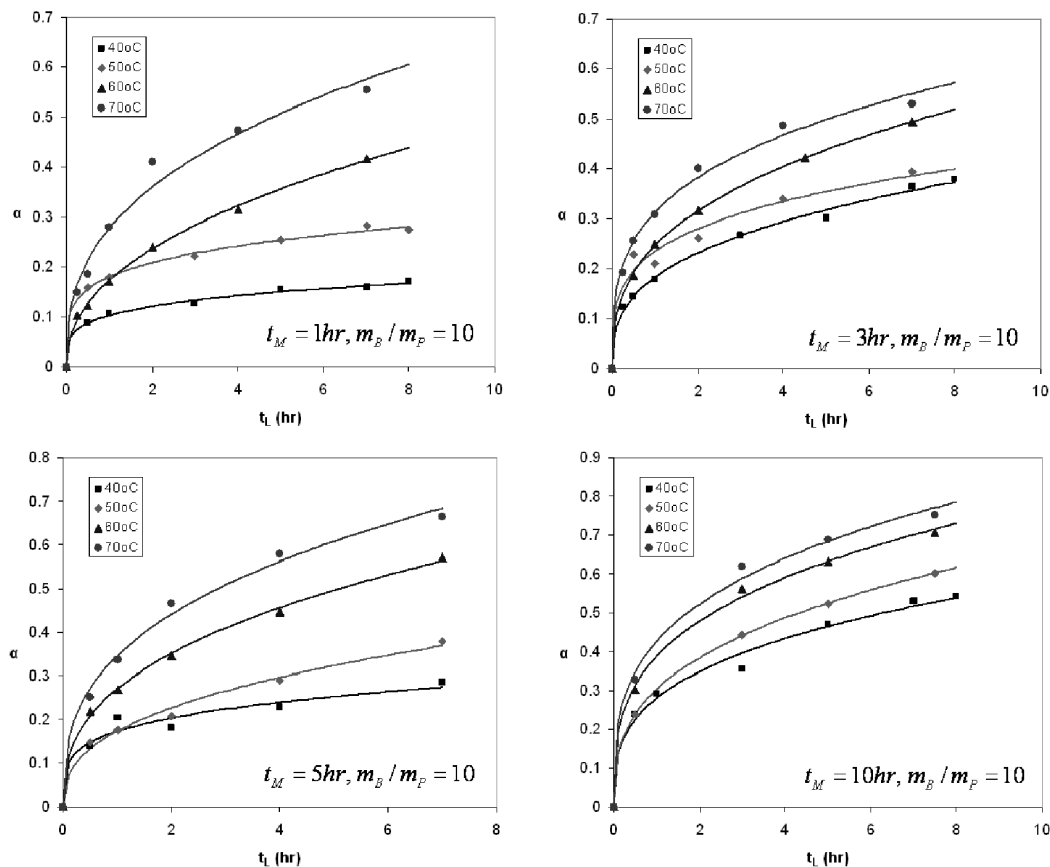 0.7
0.6
0.5
0.4
0.3
0.2
0.1
0
α
40oC
50oC
60oC
70oC
t_M = 1hr, m_B / m_P = 10
0 2 4 6 8 10
t_L (hr)
0.7
0.6
0.5
0.4
0.3
0.2
0.1
0
α
40oC
50oC
60oC
70oC
t_M = 3hr, m_B / m_P = 10
0 2 4 6 8 10
t_L (hr)
0.8
0.7
0.6
0.5
0.4
0.3
0.2
0.1
0
α
40oC
50oC
60oC
70oC
t_M = 5hr, m_B / m_P = 10
0 2 4 6 8
t_L (hr)
0.9
0.8
0.7
0.6
0.5
0.4
0.3
0.2
0.1
0
α
40oC
50oC
60oC
70oC
t_M = 10hr, m_B / m_P = 10
0 2 4 6 8 10
t_L (hr)